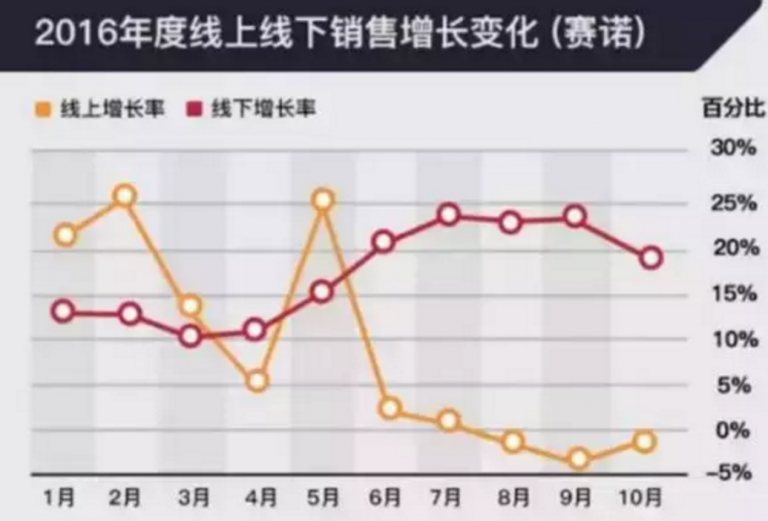 2016年度线上线下销售增长变化（赛诺）
线上增长率 线下增长率
百分比
30%
25%
20%
15%
10%
5%
0%
-5%
1月 2月 3月 4月 5月 6月 7月 8月 9月 10月